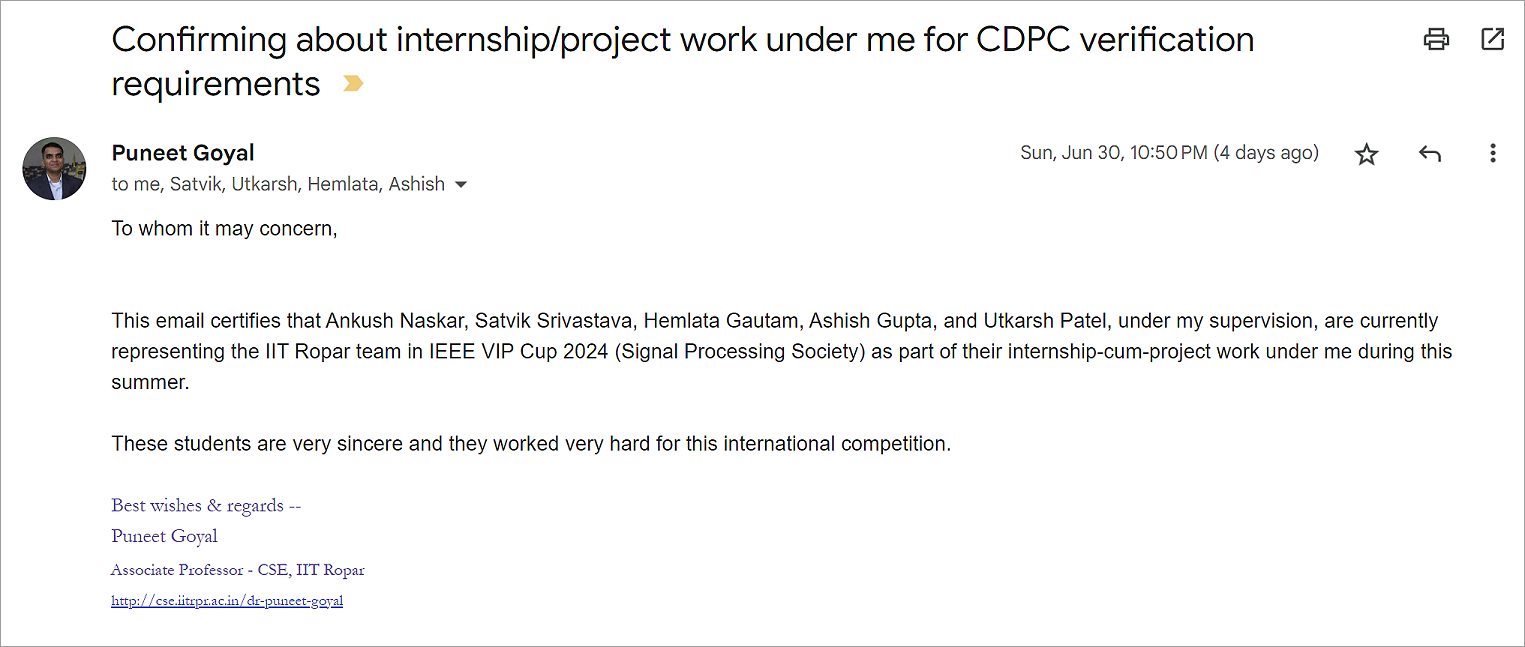 Confirming about internship/project work under me for CDPC verification
requirements
Puneet Goyal
Sun, Jun 30, 10:50 PM (4 days ago)
to me, Satvik, Utkarsh, Hemlata, Ashish
To whom it may concern,
This email certifies that Ankush Naskar, Satvik Srivastava, Hemlata Gautam, Ashish Gupta, and Utkarsh Patel, under my supervision, are currently
representing the IIT Ropar team in IEEE VIP Cup 2024 (Signal Processing Society) as part of their internship-cum-project work under me during this
summer.
These students are very sincere and they worked very hard for this international competition.
Best wishes & regards --
Puneet Goyal
Associate Professor - CSE, IIT Ropar
http://cse.iitrpr.ac.in/dr-puneet-goyal